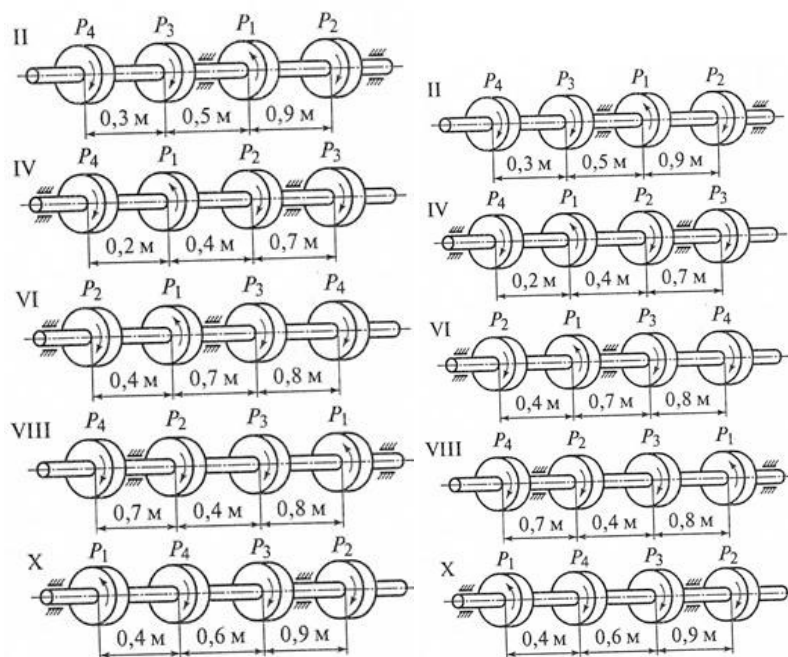 II
P4 P3 P1 P2
0,3 м 0,5 м 0,9 м
IV
P4 P1 P2 P3
0,2 м 0,4 м 0,7 м
VI
P2 P1 P3 P4
0,4 м 0,7 м 0,8 м
VIII
P4 P2 P3 P1
0,7 м 0,4 м 0,8 м
X
P1 P4 P3 P2
0,4 м 0,6 м 0,9 м
II
P4 P3 P1 P2
0,3 м 0,5 м 0,9 м
IV
P4 P1 P2 P3
0,2 м 0,4 м 0,7 м
VI
P2 P1 P3 P4
0,4 м 0,7 м 0,8 м
VIII
P4 P2 P3 P1
0,7 м 0,4 м 0,8 м
X
P1 P4 P3 P2
0,4 м 0,6 м 0,9 м